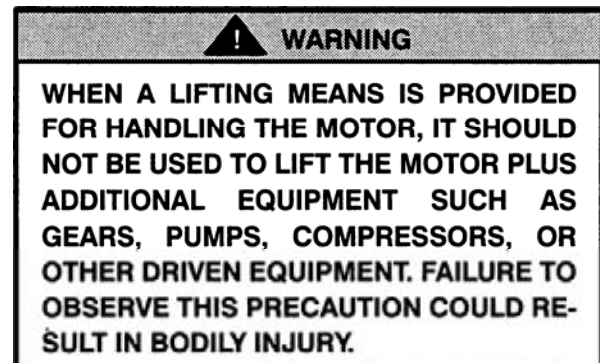 WARNING
WHEN A LIFTING MEANS IS PROVIDED
FOR HANDLING THE MOTOR, IT SHOULD
NOT BE USED TO LIFT THE MOTOR PLUS
ADDITIONAL EQUIPMENT SUCH AS
GEARS, PUMPS, COMPRESSORS, OR
OTHER DRIVEN EQUIPMENT. FAILURE TO
OBSERVE THIS PRECAUTION COULD RE-
SULT IN BODILY INJURY.